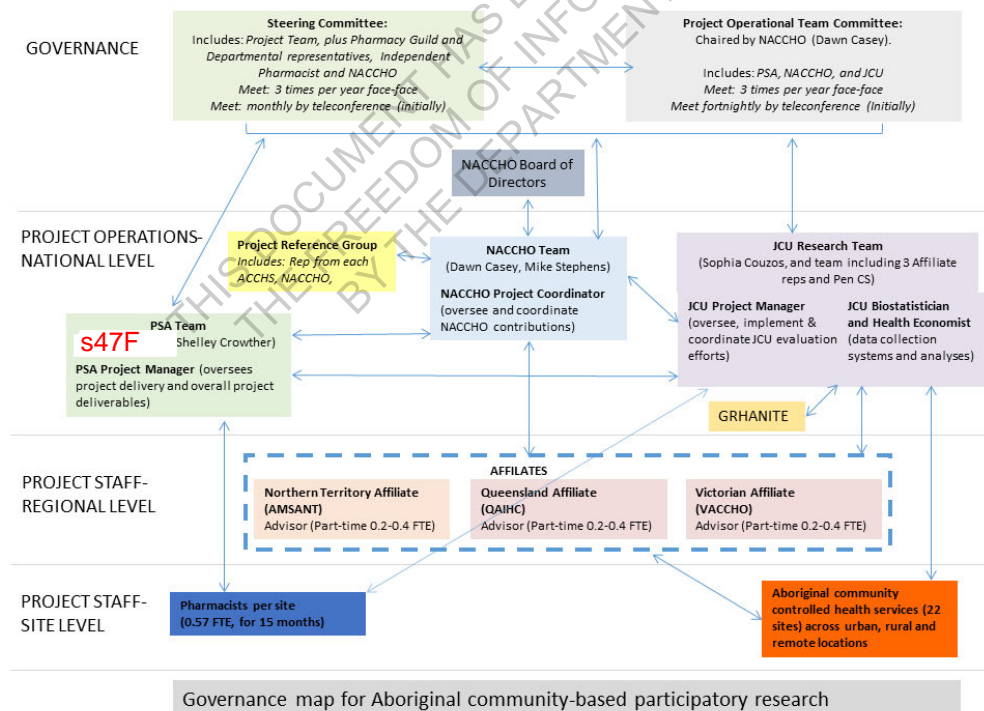 GOVERNANCE
Steering Committee:
Includes: Project Team, plus Pharmacy Guild and
Departmental representatives, Independent
Pharmacist and NACCHO
Meet: 3 times per year face-face
Meet: monthly by teleconference (initially)
Project Operational Team Committee:
Chaired by NACCHO (Dawn Casey).
Includes: PSA, NACCHO, and JCU
Meet: 3 times per year face-face
Meet fortnightly by teleconference (Initially)
NACCHO Board of
Directors
PROJECT OPERATIONS-
NATIONAL LEVEL
Project Reference Group
Includes: Rep from each
ACCHS, NACCHO,
NACCHO Team
(Dawn Casey, Mike Stephens)
NACCHO Project Coordinator
(oversee and coordinate
NACCHO contributions)
JCU Research Team
(Sophia Couzos, and team including 3 Affiliate
reps and Pen CS)
JCU Project Manager
(oversee, implement &
coordinate JCU evaluation
efforts)
JCU Biostatistician
and Health Economist
(data collection
systems and analyses)
PSA Team
s47F
Shelley Crowther)
PSA Project Manager (oversees
project delivery and overall project
deliverables)
GRHANITE
PROJECT STAFF-
REGIONAL LEVEL
AFFILATES
Northern Territory Affiliate
(AMSANT)
Advisor (Part-time 0.2-0.4 FTE)
Queensland Affiliate
(QAIHC)
Advisor (Part-time 0.2-0.4 FTE)
Victorian Affiliate
(VACCHO)
Advisor (Part-time 0.2-0.4 FTE)
PROJECT STAFF-
SITE LEVEL
Pharmacists per site
(0.57 FTE, for 15 months)
Aboriginal community
controlled health services (22
sites) across urban, rural and
remote locations
Governance map for Aboriginal community-based participatory research
THIS DOCUMENT HAS
THE FREEDOM OF INFO
BY THE DEPARTMENT